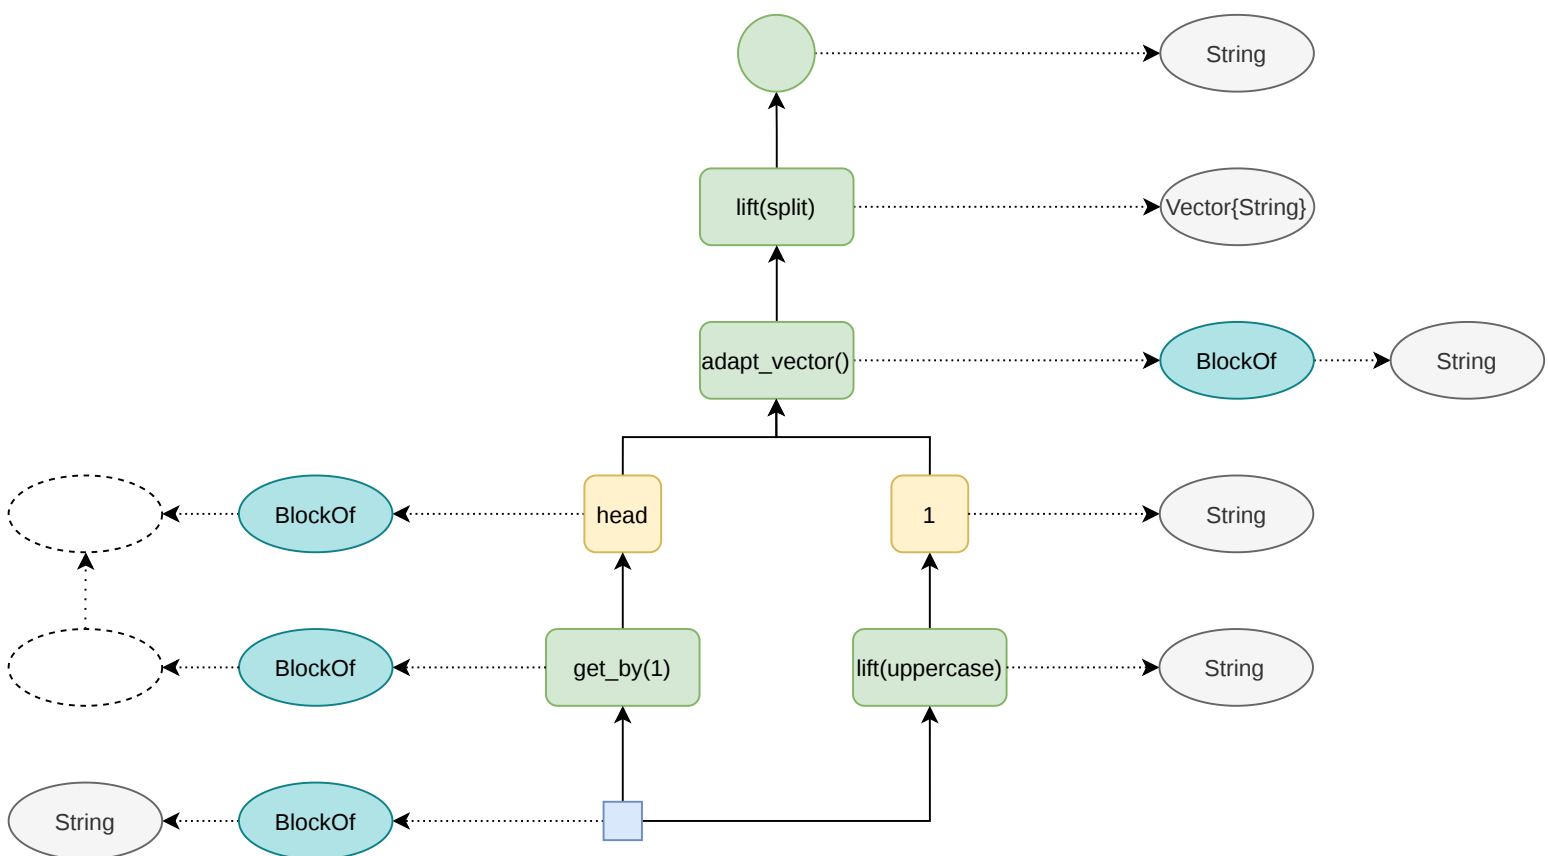 String
lift(split)
Vector{String}
adapt_vector()
BlockOf
String
BlockOf
head
1
String
BlockOf
get_by(1)
lift(uppercase)
String
String
BlockOf